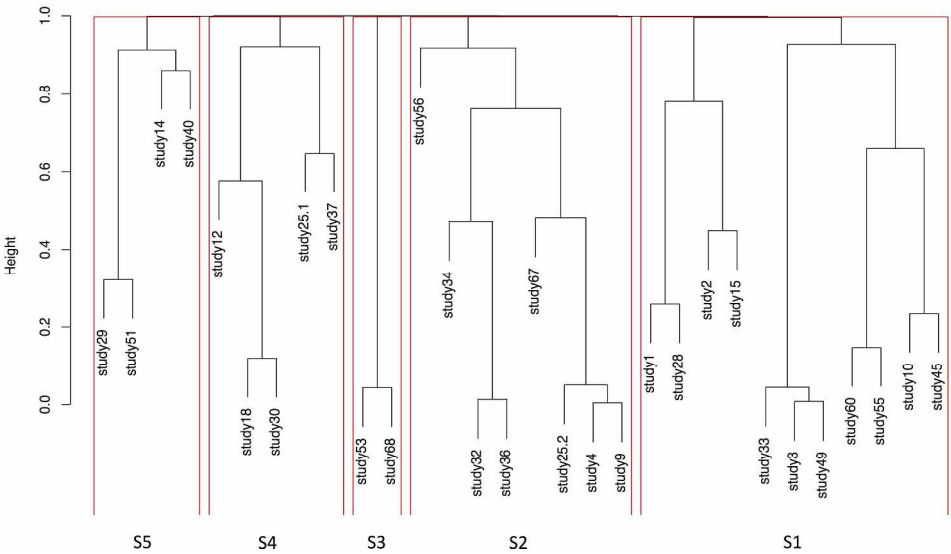 Height
1.0
0.8
0.6
0.4
0.2
0.0
study29
study51
study14
study40
study12
study18
study30
study25.1
study37
study53
study68
study56
study34
study32
study36
study67
study25.2
study4
study9
study1
study28
study2
study15
study33
study3
study49
study60
study55
study10
study45
S5
S4
S3
S2
S1